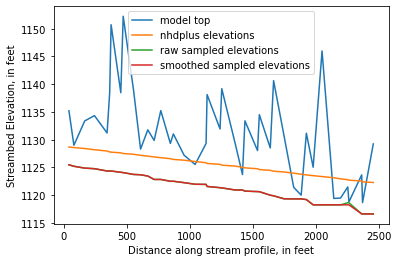 model top
nhdplus elevations
raw sampled elevations
smoothed sampled elevations
Streambed Elevation, in feet
1150
1145
1140
1135
1130
1125
1120
1115
0
500
1000
1500
2000
2500
Distance along stream profile, in feet